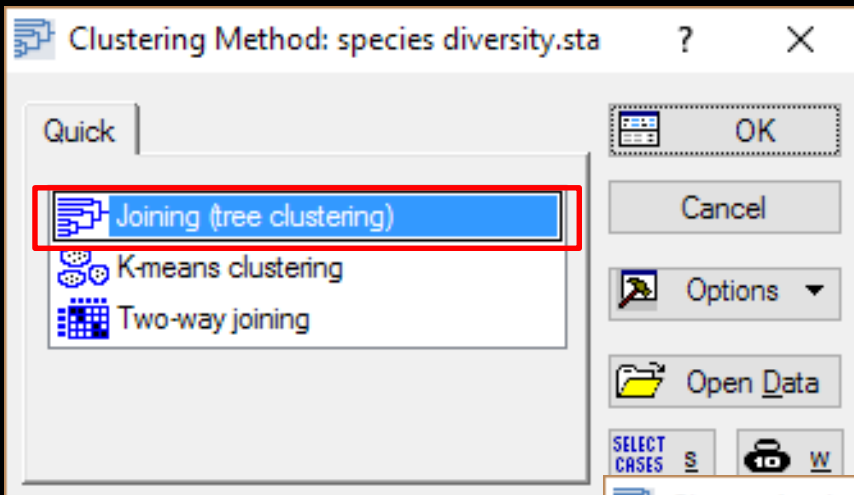 Clustering Method: species diversity.sta ? ×
Quick
OK
Joining (tree clustering)
Cancel
K-means clustering
Two-way joining
Options
Open Data
SELECT CASES S
10 W